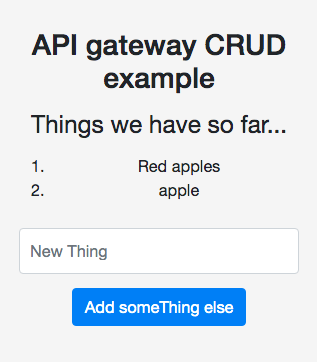 API gateway CRUD
example
Things we have so far...
1. Red apples
2. apple
New Thing
Add someThing else